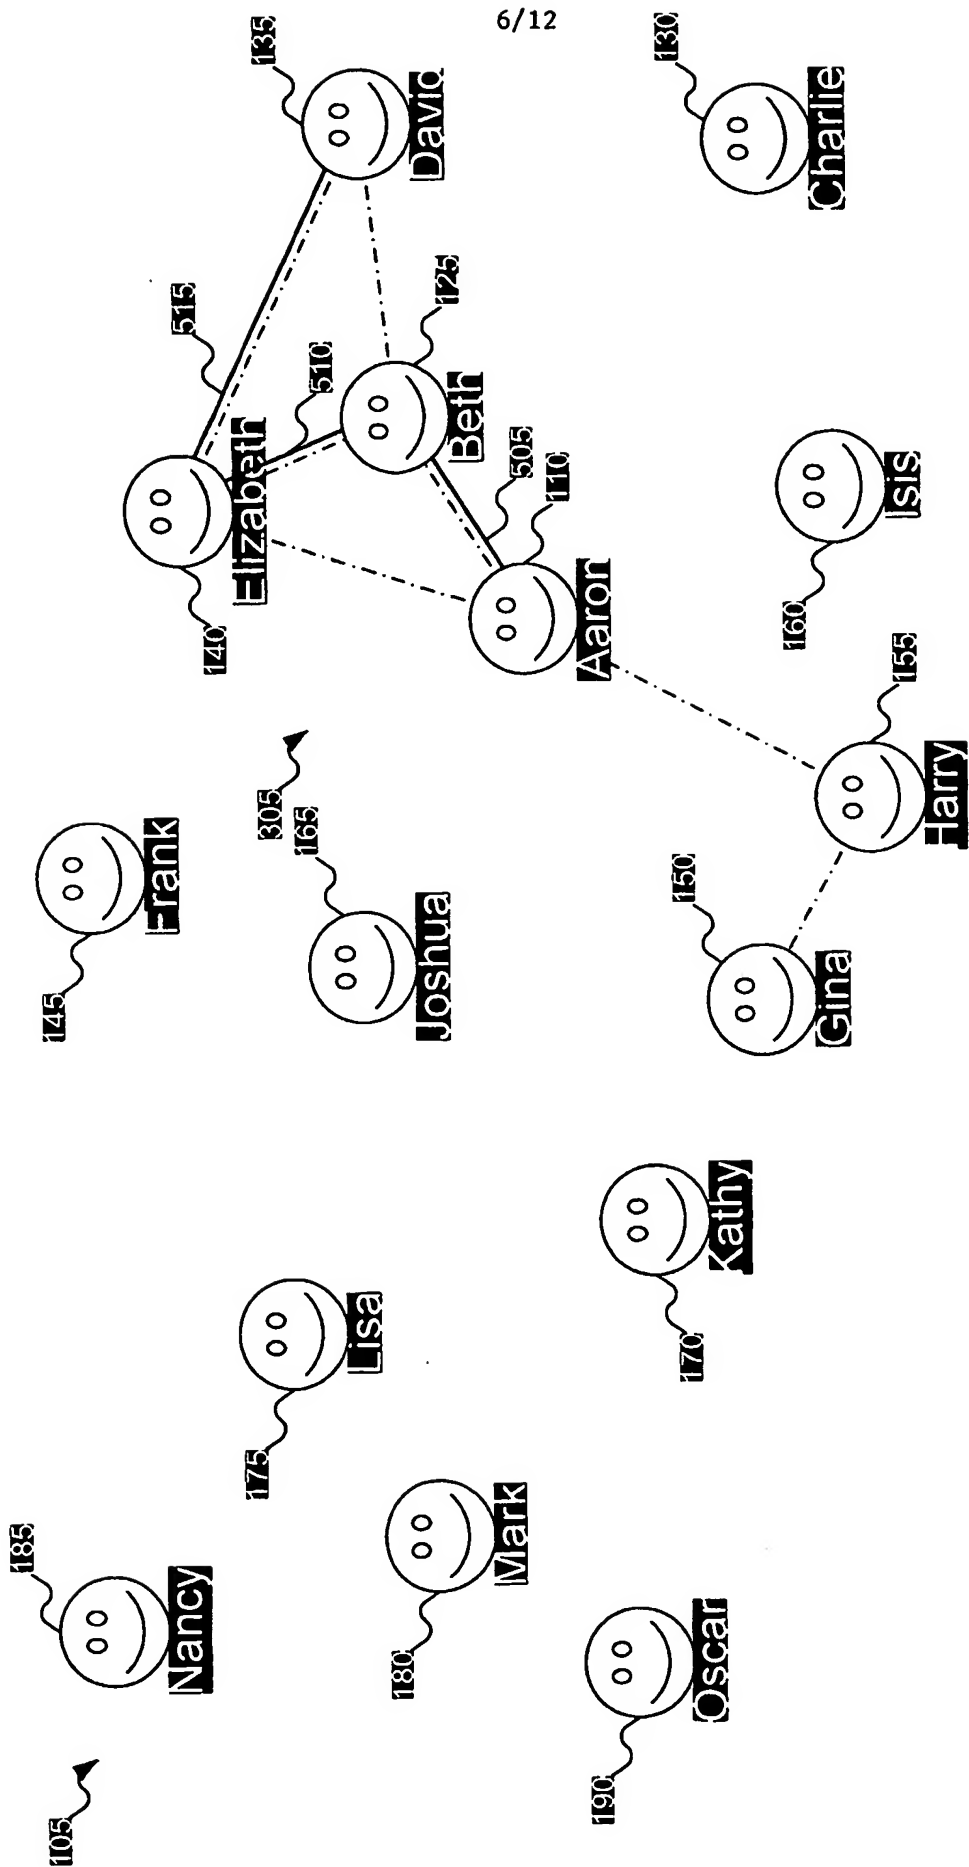 6/12
135
David
130
Charlie
515
510
125
Elizabeth
Beth
505
110
140
Aaron
Isis
160
155
Harry
305
165
Frank
145
Joshua
150
Gina
Kathy
170
Lisa
175
185
Nancy
Mark
180
Oscar
190
105